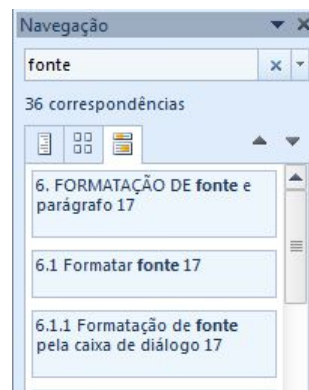 Navegação
fonte
36 correspondências
6. FORMATAÇÃO DE fonte e
parágrafo 17
6.1 Formatar fonte 17
6.1.1 Formatação de fonte
pela caixa de diálogo 17